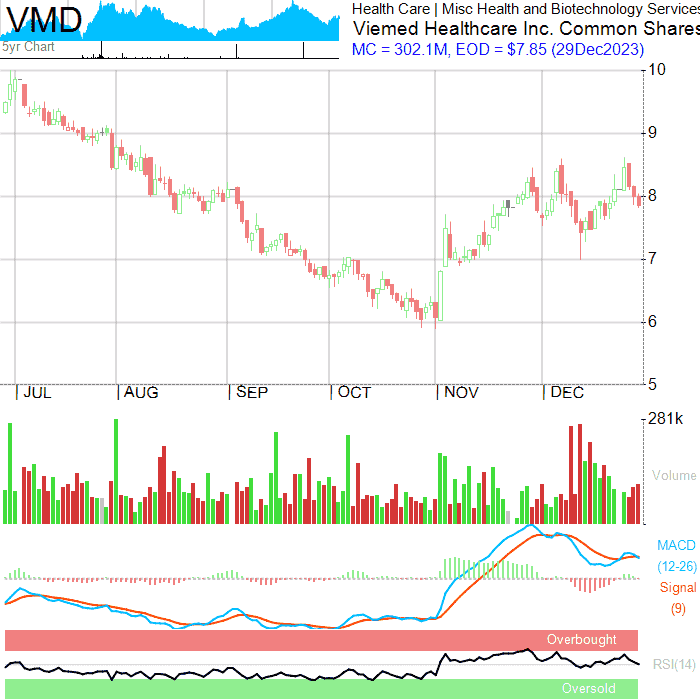 VMD
5yr Chart
Health Care | Misc Health and Biotechnology Services
Viemed Healthcare Inc. Common Shares
MC = 302.1M, EOD = $7.85 (29Dec2023)
10
9
8
7
6
5
JUL AUG SEP OCT NOV DEC
281k
Volume
MACD
(12-26)
Signal
(9)
Overbought
RSI(14)
Oversold